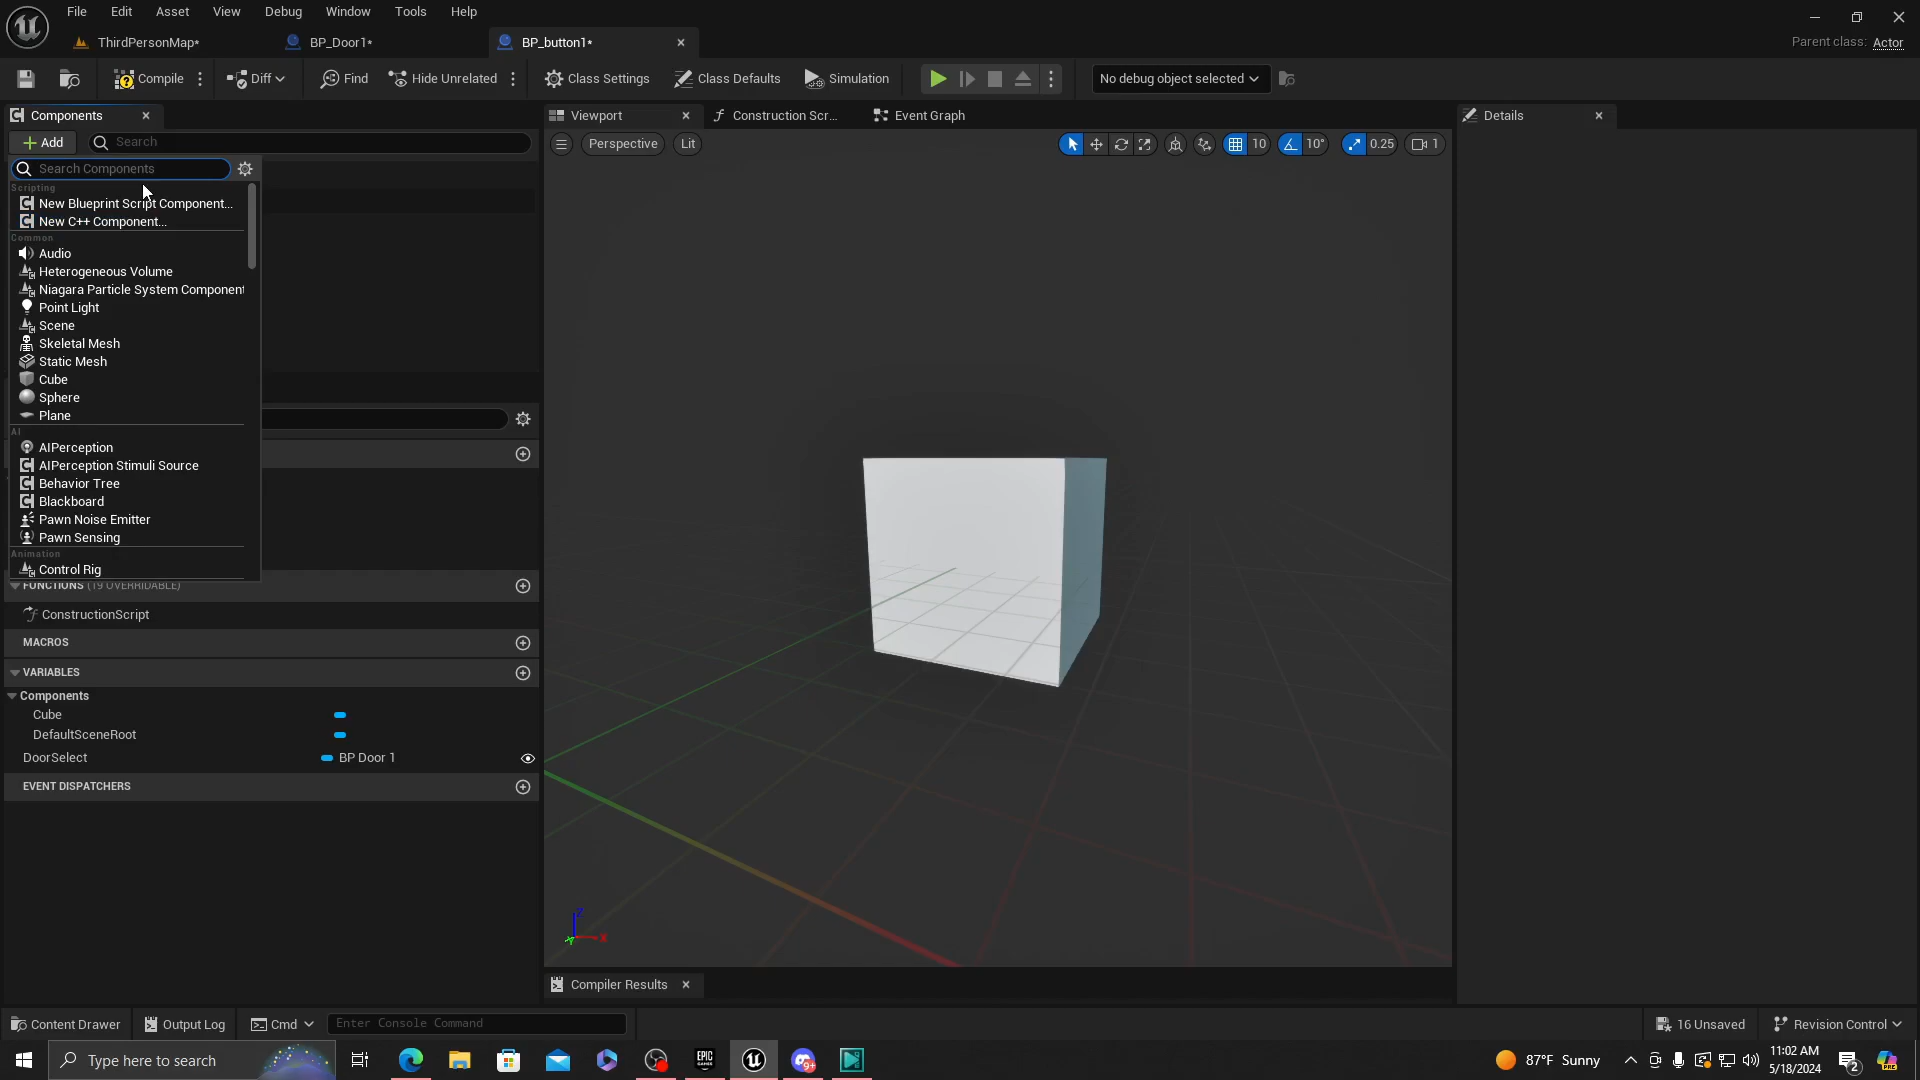 File Edit Asset View Debug Window Tools Help
ThirdPersonMap* BP_Door1* BP_button1*
Parent class: Actor
Compile Diff Find Hide Unrelated Class Settings Class Defaults Simulation No debug object selected
Components Viewport Construction Scr... Event Graph Details
Add Search
Perspective Lit 10 10° 0.25 1
Search Components
Scripting
New Blueprint Script Component...
New C++ Component...
Common
Audio
Heterogeneous Volume
Niagara Particle System Component
Point Light
Scene
Skeletal Mesh
Static Mesh
Cube
Sphere
Plane
AI
AIPerception
AIPerception Stimuli Source
Behavior Tree
Blackboard
Pawn Noise Emitter
Pawn Sensing
Animation
Control Rig
FUNCTIONS (19 OVERRIDABLE)
ConstructionScript
MACROS
VARIABLES
Components
Cube
DefaultSceneRoot
DoorSelect BP Door 1
EVENT DISPATCHERS
Z
X
Y
Compiler Results
Content Drawer Output Log Cmd Enter Console Command 16 Unsaved Revision Control
Type here to search EPIC GAMES 9+ 87°F Sunny 11:02 AM 2 PRE
5/18/2024